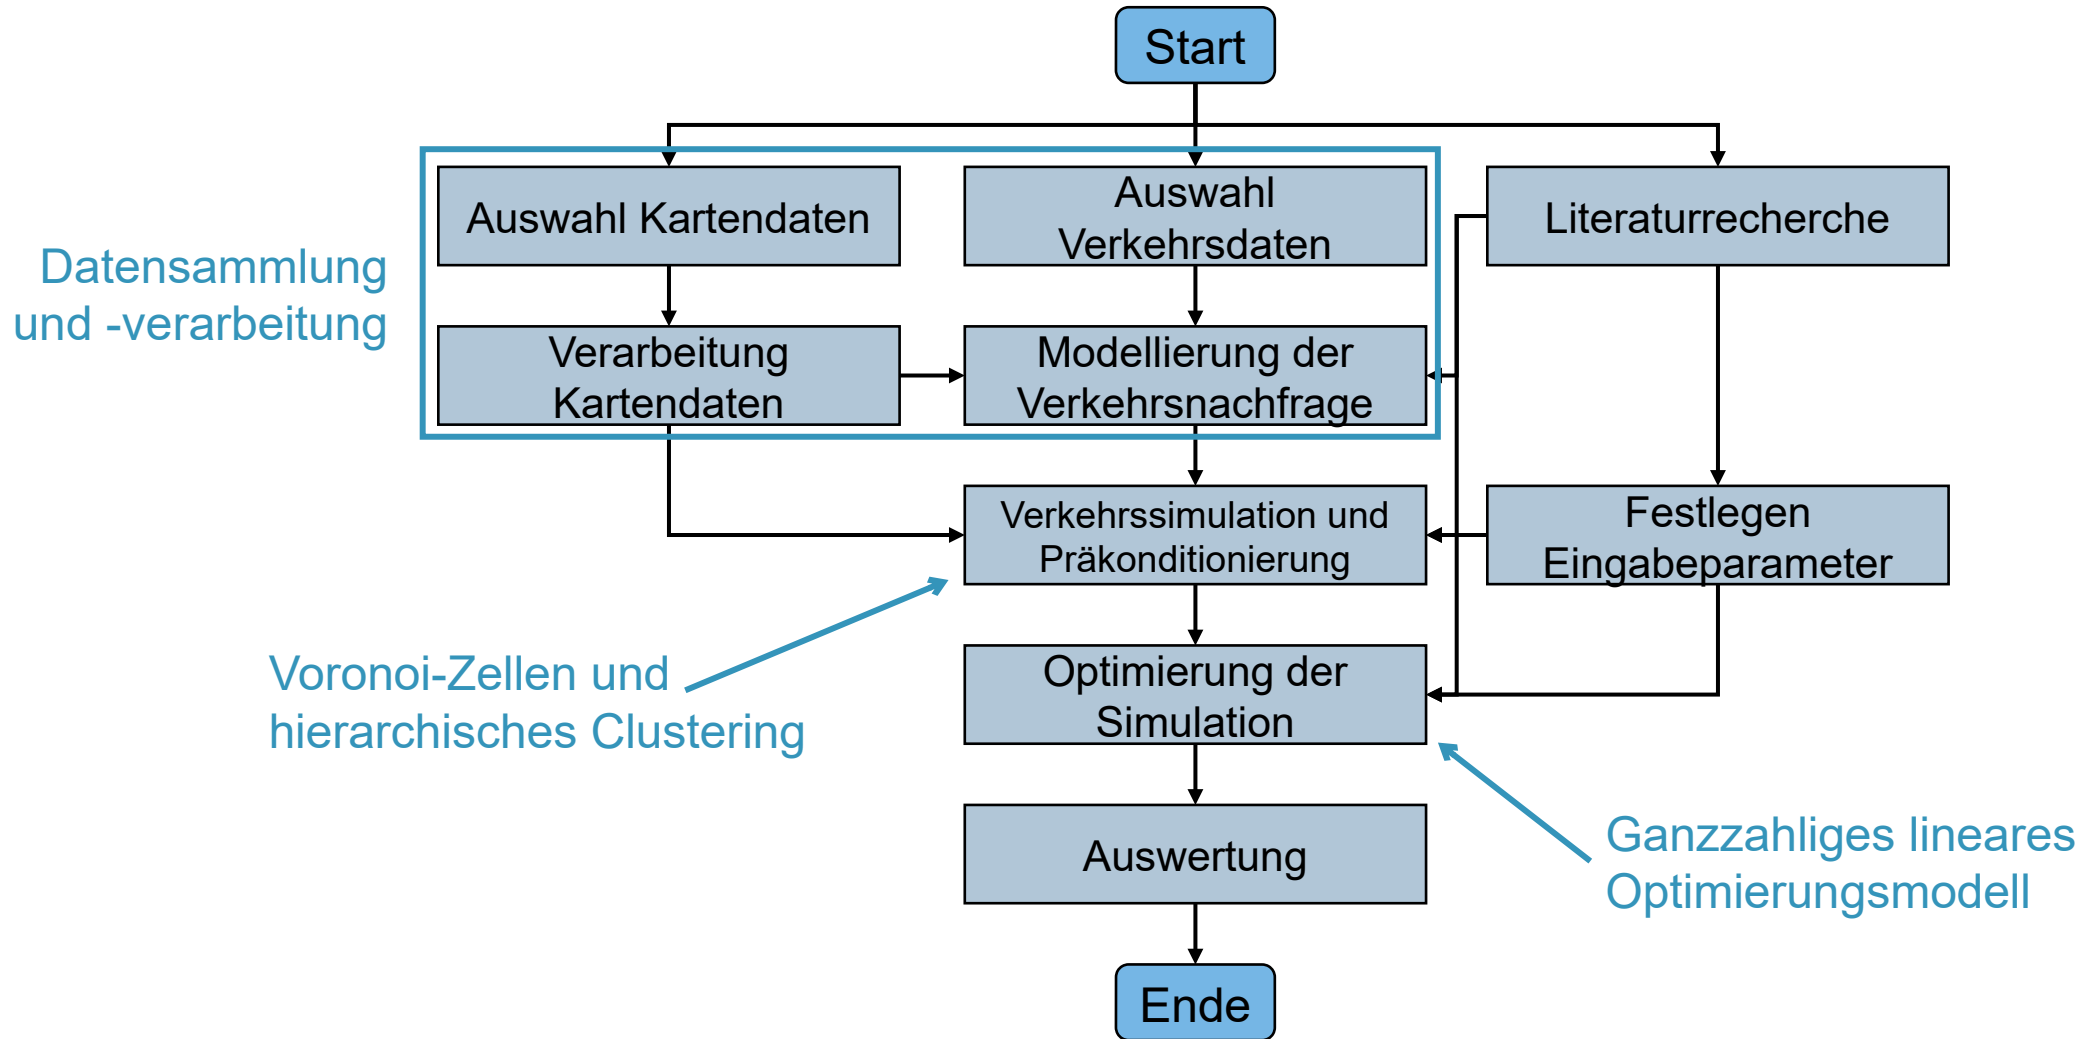 Start
Auswahl Kartendaten
Auswahl
Verkehrsdaten
Literaturrecherche
Datensammlung
und -verarbeitung
Verarbeitung
Kartendaten
Modellierung der
Verkehrsnachfrage
Verkehrssimulation und
Präkonditionierung
Festlegen
Eingabeparameter
Voronoi-Zellen und
hierarchisches Clustering
Optimierung der
Simulation
Auswertung
Ganzzahliges lineares
Optimierungsmodell
Ende